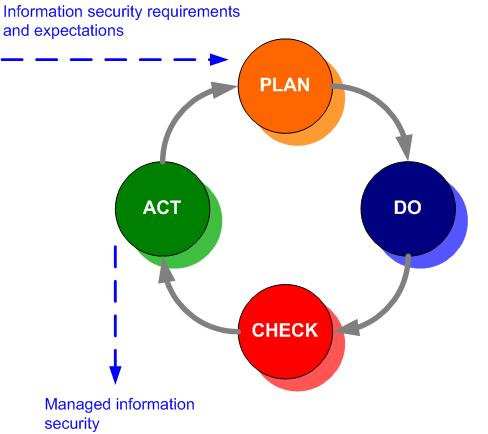 Information security requirements
and expectations
PLAN
DO
ACT
CHECK
Managed information
security